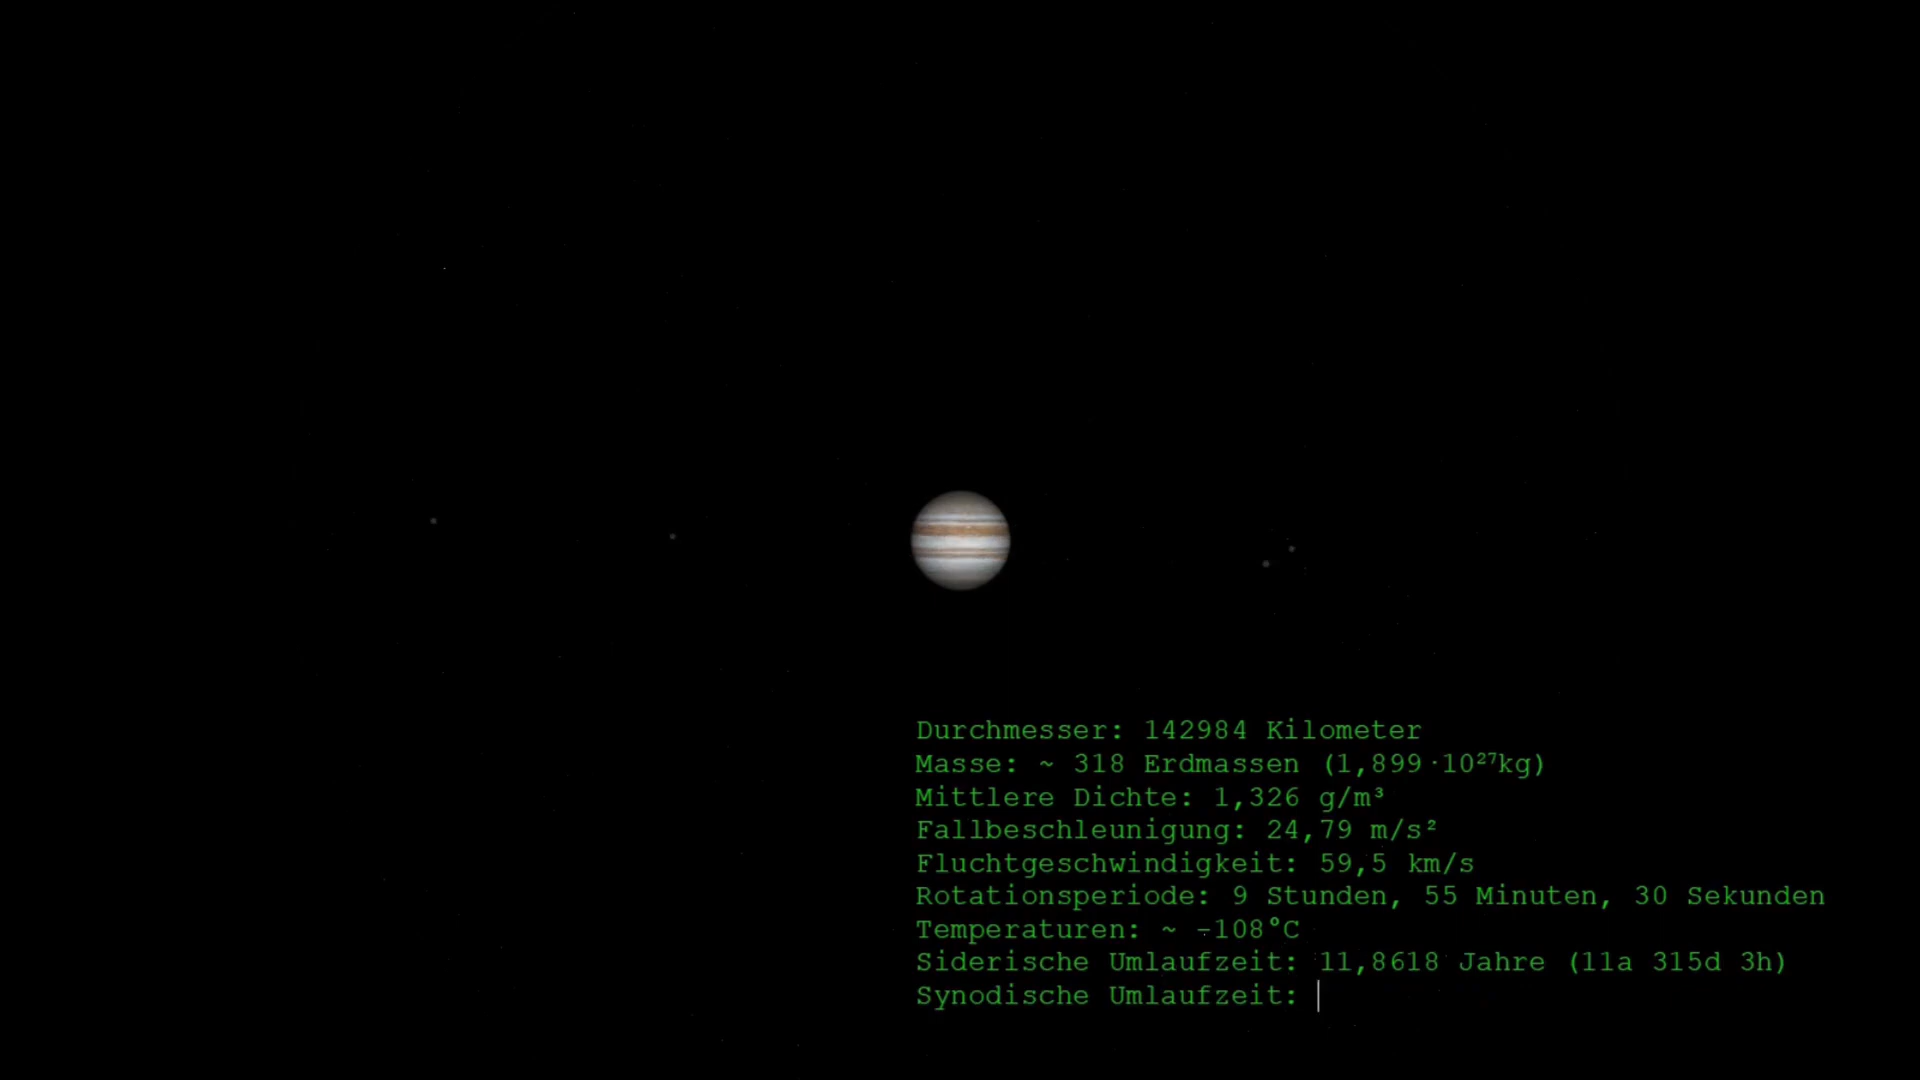 Durchmesser: 142984 Kilometer
Masse: ~ 318 Erdmassen (1,899·10²⁷kg)
Mittlere Dichte: 1,326 g/m³
Fallbeschleunigung: 24,79 m/s²
Fluchtgeschwindigkeit: 59,5 km/s
Rotationsperiode: 9 Stunden, 55 Minuten, 30 Sekunden
Temperaturen: ~ -108°C
Siderische Umlaufzeit: 11,8618 Jahre (11a 315d 3h)
Synodische Umlaufzeit: